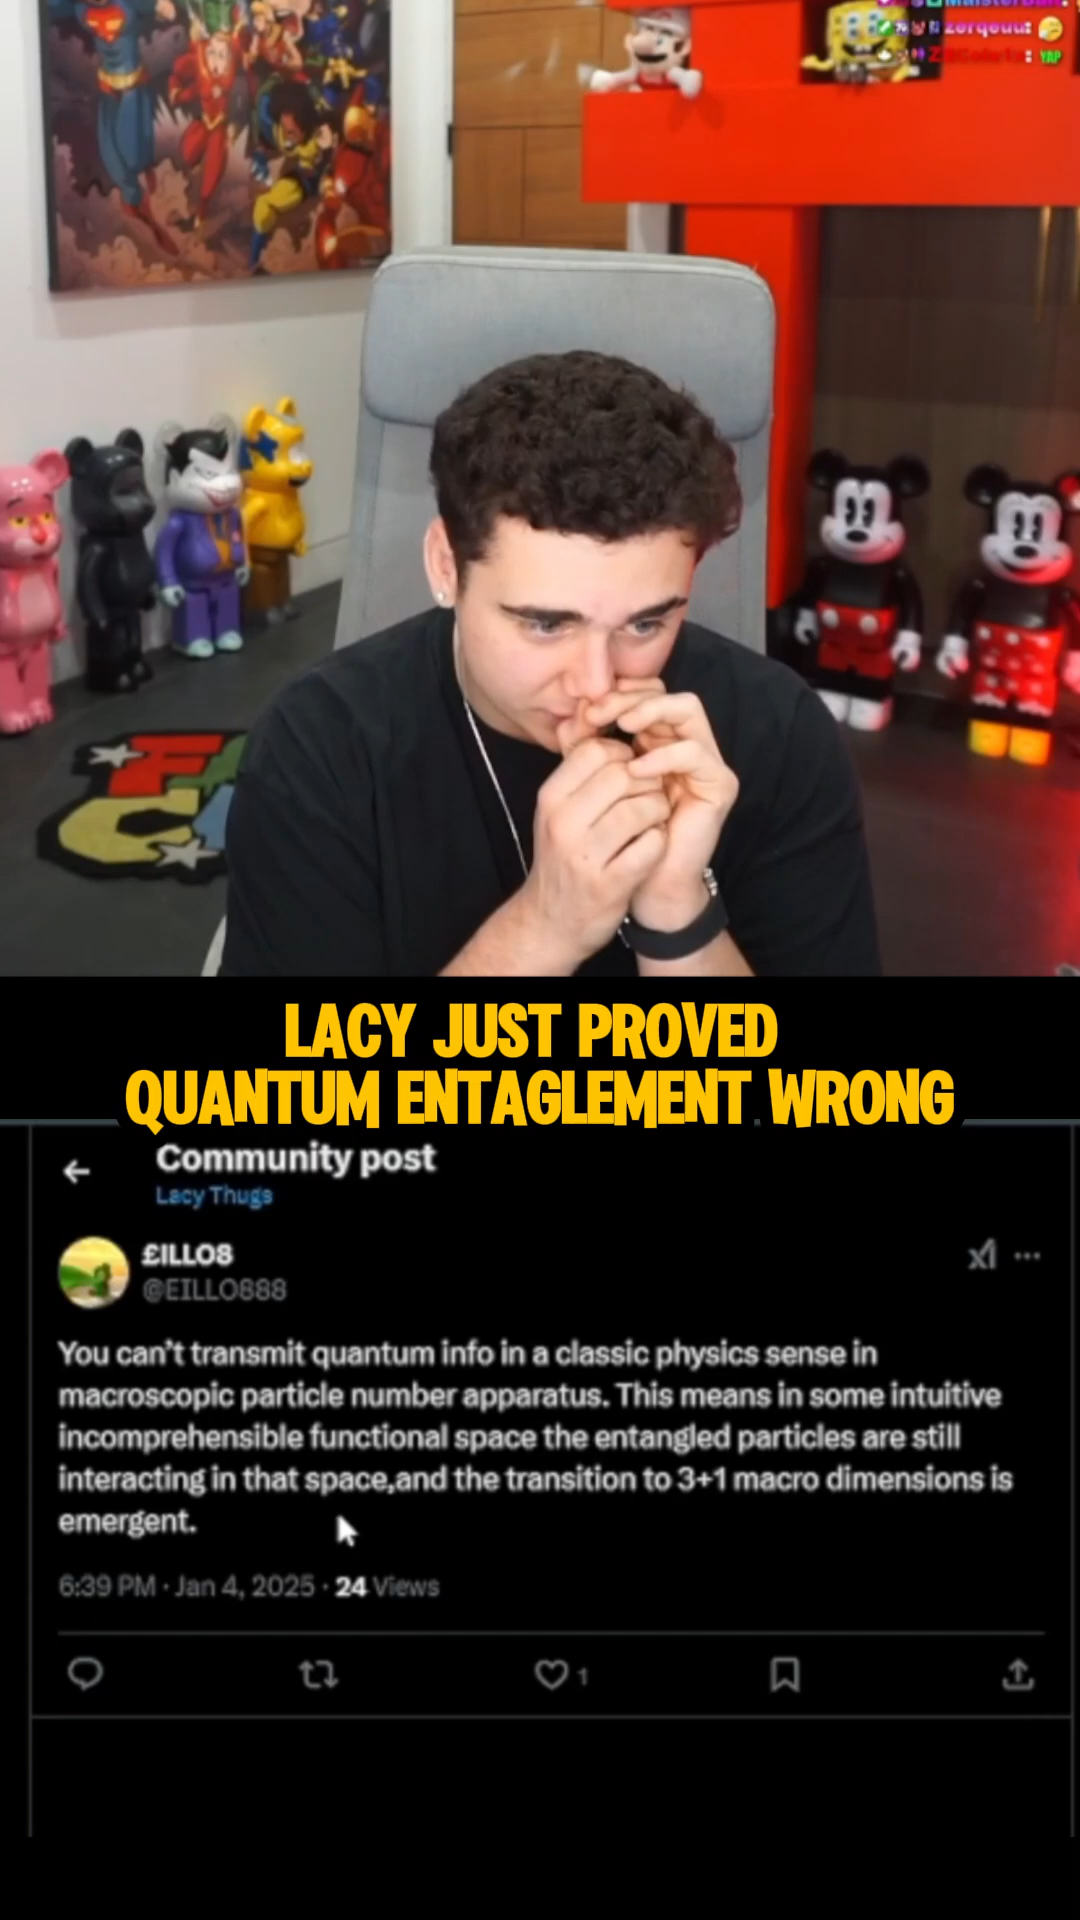 zerqeuu:
YAP
LACY JUST PROVED
QUANTUM ENTAGLEMENT WRONG
Community post
Lacy Thugs
£ILLO8
@EILLO888
You can't transmit quantum info in a classic physics sense in
macroscopic particle number apparatus. This means in some intuitive
incomprehensible functional space the entangled particles are still
interacting in that space,and the transition to 3+1 macro dimensions is
emergent.
6:39 PM · Jan 4, 2025 · 24 Views
1